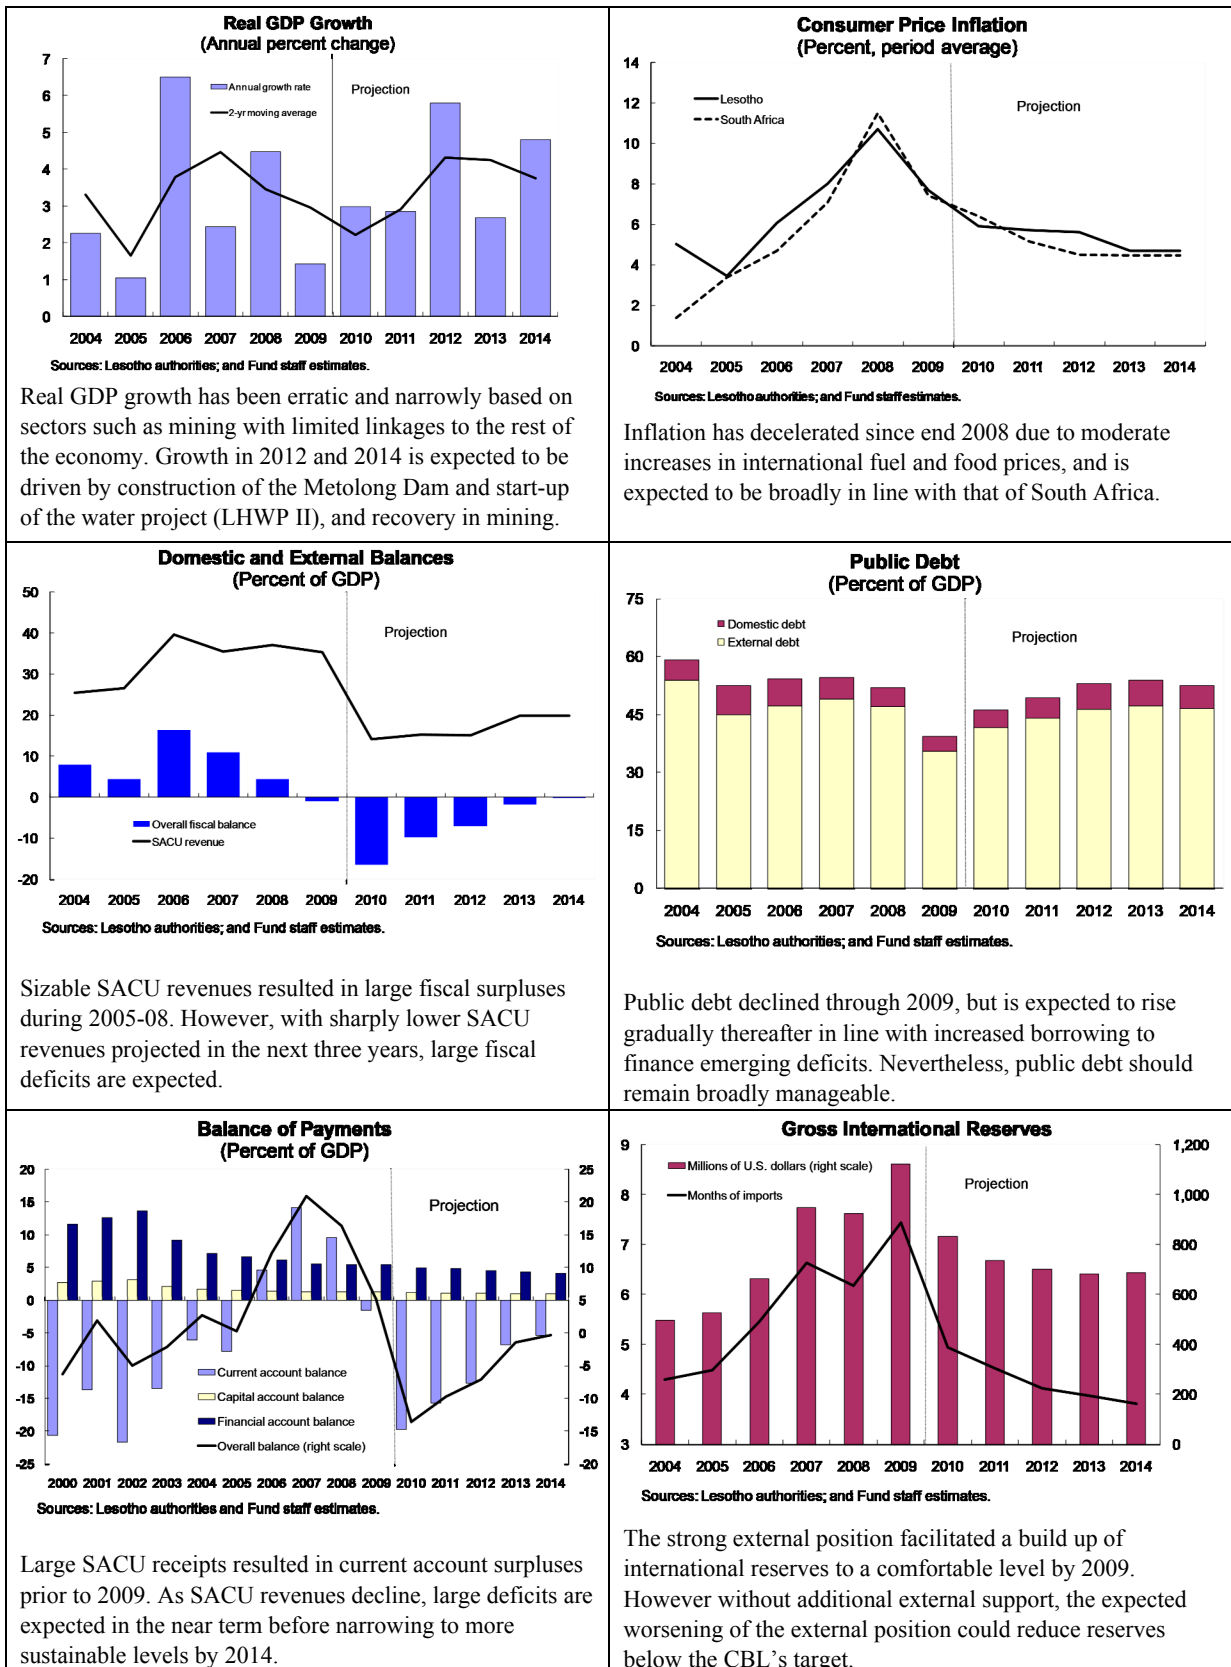 Real GDP Growth
(Annual percent change)
7
6
5
4
3
2
1
0
Annual growth rate
2-yr moving average
Projection
2004 2005 2006 2007 2008 2009 2010 2011 2012 2013 2014
Sources: Lesotho authorities; and Fund staff estimates.
Real GDP growth has been erratic and narrowly based on
sectors such as mining with limited linkages to the rest of
the economy. Growth in 2012 and 2014 is expected to be
driven by construction of the Metolong Dam and start-up
of the water project (LHWP II), and recovery in mining.
Consumer Price Inflation
(Percent, period average)
14
12
10
8
6
4
2
0
Lesotho
South Africa
Projection
2004 2005 2006 2007 2008 2009 2010 2011 2012 2013 2014
Sources: Lesotho authorities; and Fund staff estimates.
Inflation has decelerated since end 2008 due to moderate
increases in international fuel and food prices, and is
expected to be broadly in line with that of South Africa.
Domestic and External Balances
(Percent of GDP)
50
40
30
20
10
0
-10
-20
Projection
Overall fiscal balance
SACU revenue
2004 2005 2006 2007 2008 2009 2010 2011 2012 2013 2014
Sources: Lesotho authorities; and Fund staff estimates.
Sizable SACU revenues resulted in large fiscal surpluses
during 2005-08. However, with sharply lower SACU
revenues projected in the next three years, large fiscal
deficits are expected.
Public Debt
(Percent of GDP)
75
60
45
30
15
0
Domestic debt
External debt
Projection
2004 2005 2006 2007 2008 2009 2010 2011 2012 2013 2014
Sources: Lesotho authorities; and Fund staff estimates.
Public debt declined through 2009, but is expected to rise
gradually thereafter in line with increased borrowing to
finance emerging deficits. Nevertheless, public debt should
remain broadly manageable.
Balance of Payments
(Percent of GDP)
20
15
10
5
0
-5
-10
-15
-20
-25
25
20
15
10
5
0
-5
-10
-15
-20
Projection
Current account balance
Capital account balance
Financial account balance
Overall balance (right scale)
2000 2001 2002 2003 2004 2005 2006 2007 2008 2009 2010 2011 2012 2013 2014
Sources: Lesotho authorities and Fund staff estimates.
Large SACU receipts resulted in current account surpluses
prior to 2009. As SACU revenues decline, large deficits are
expected in the near term before narrowing to more
sustainable levels by 2014.
Gross International Reserves
9
8
7
6
5
4
3
1,200
1,000
800
600
400
200
0
Millions of U.S. dollars (right scale)
Months of imports
Projection
2004 2005 2006 2007 2008 2009 2010 2011 2012 2013 2014
Sources: Lesotho authorities; and Fund staff estimates.
The strong external position facilitated a build up of
international reserves to a comfortable level by 2009.
However without additional external support, the expected
worsening of the external position could reduce reserves
below the CBL's target.